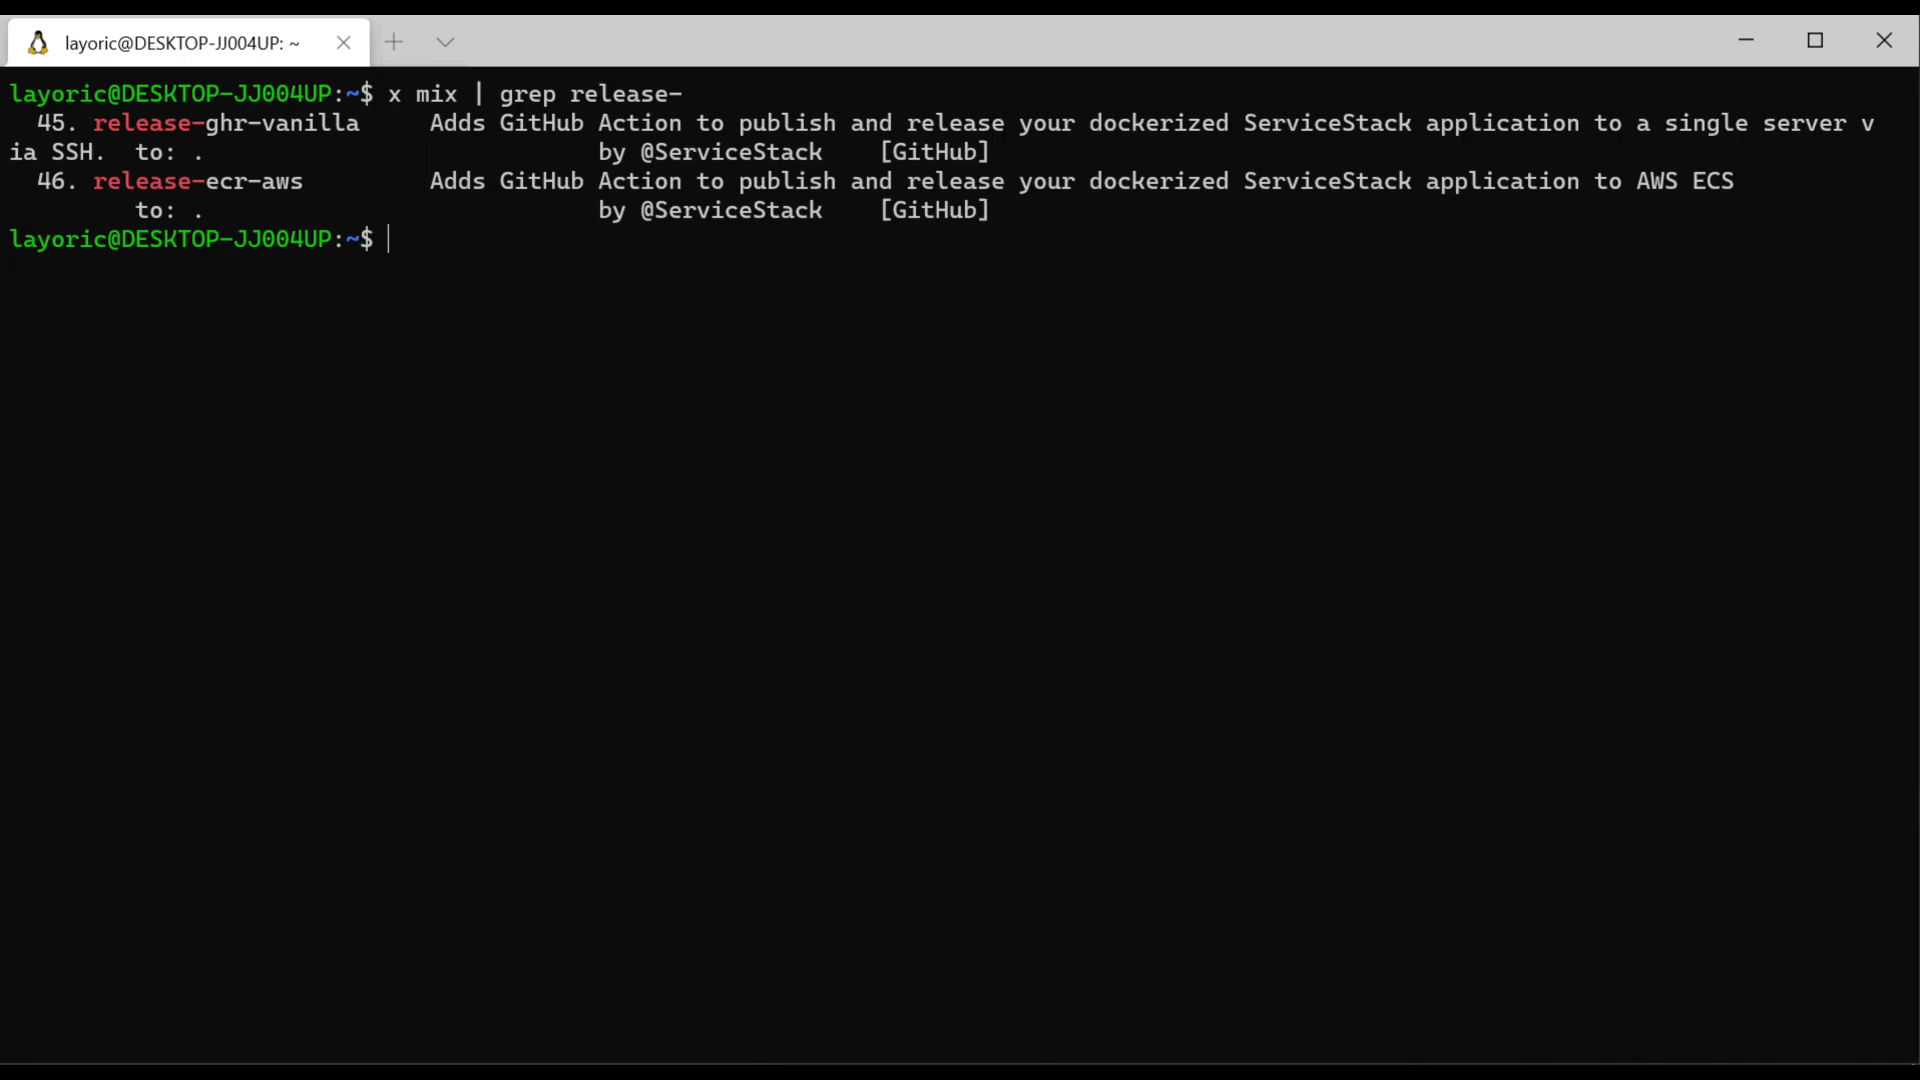 layoric@DESKTOP-JJ004UP: ~
layoric@DESKTOP-JJ004UP:~$ x mix | grep release-
  45. release-ghr-vanilla     Adds GitHub Action to publish and release your dockerized ServiceStack application to a single server v
ia SSH.  to: .                            by @ServiceStack    [GitHub]
  46. release-ecr-aws         Adds GitHub Action to publish and release your dockerized ServiceStack application to AWS ECS
         to: .                            by @ServiceStack    [GitHub]
layoric@DESKTOP-JJ004UP:~$